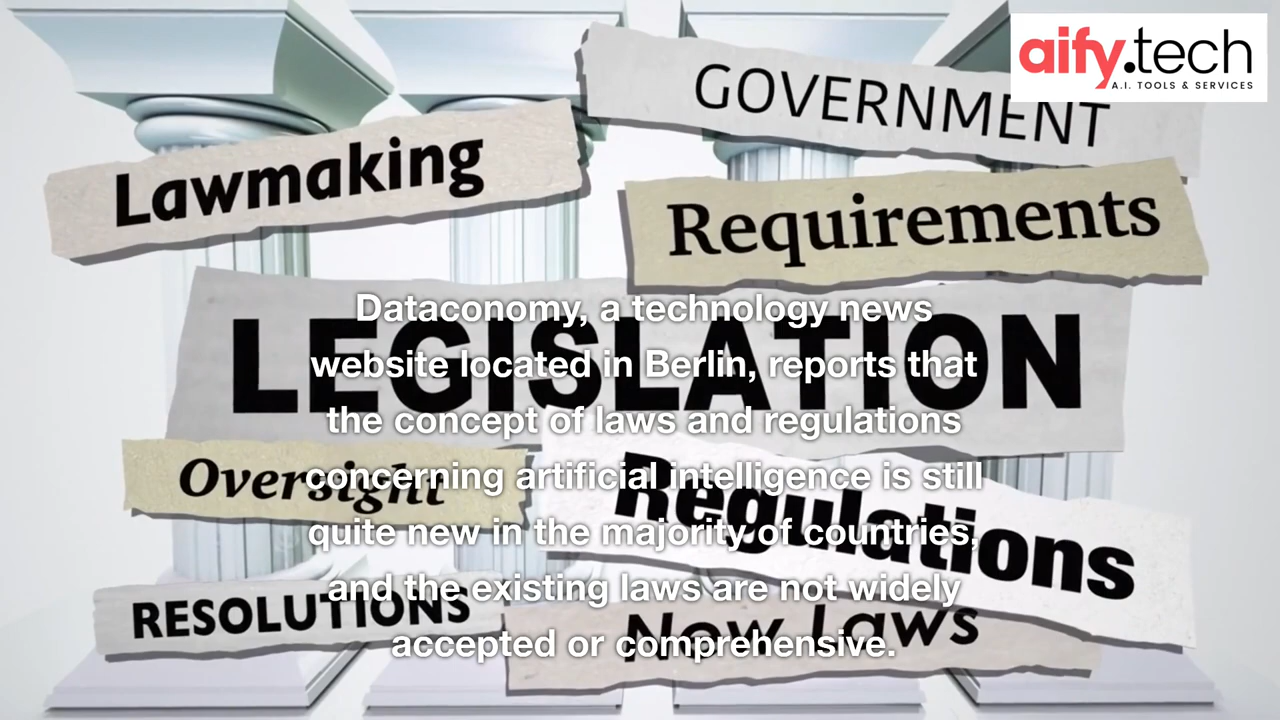 aify.tech
A.I. TOOLS & SERVICES
GOVERNMENT
Lawmaking
Requirements
LEGISLATION
Oversight
Regulations
RESOLUTIONS
New Laws
Dataconomy, a technology news
website located in Berlin, reports that
the concept of laws and regulations
concerning artificial intelligence is still
quite new in the majority of countries,
and the existing laws are not widely
accepted or comprehensive.